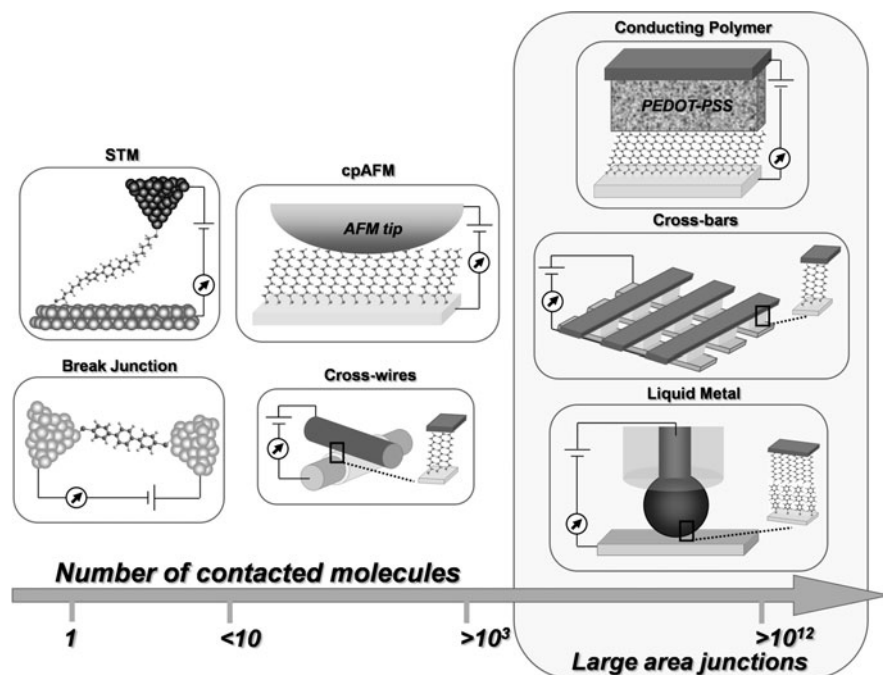 Conducting Polymer
PEDOT-PSS
STM
cpAFM
AFM tip
Cross-bars
Break Junction
Cross-wires
Liquid Metal
Number of contacted molecules
1
<10
>10³
>10¹²
Large area junctions